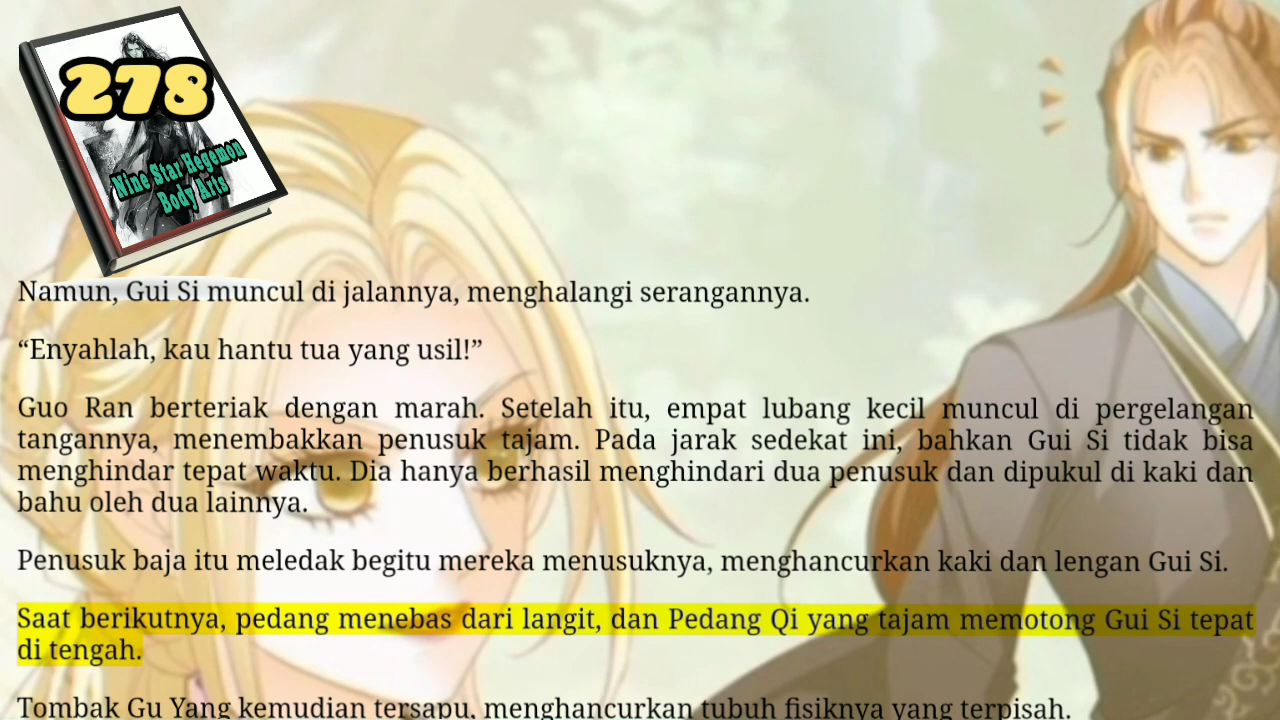 278
Nine Star Hegemon
Body Arts
Namun, Gui Si muncul di jalannya, menghalangi serangannya.
“Enyahlah, kau hantu tua yang usil!”
Guo Ran berteriak dengan marah. Setelah itu, empat lubang kecil muncul di pergelangan
tangannya, menembakkan penusuk tajam. Pada jarak sedekat ini, bahkan Gui Si tidak bisa
menghindar tepat waktu. Dia hanya berhasil menghindari dua penusuk dan dipukul di kaki dan
bahu oleh dua lainnya.
Penusuk baja itu meledak begitu mereka menusuknya, menghancurkan kaki dan lengan Gui Si.
Saat berikutnya, pedang menebas dari langit, dan Pedang Qi yang tajam memotong Gui Si tepat
di tengah.
Tombak Gu Yang kemudian tersapu, menghancurkan tubuh fisiknya yang terpisah.